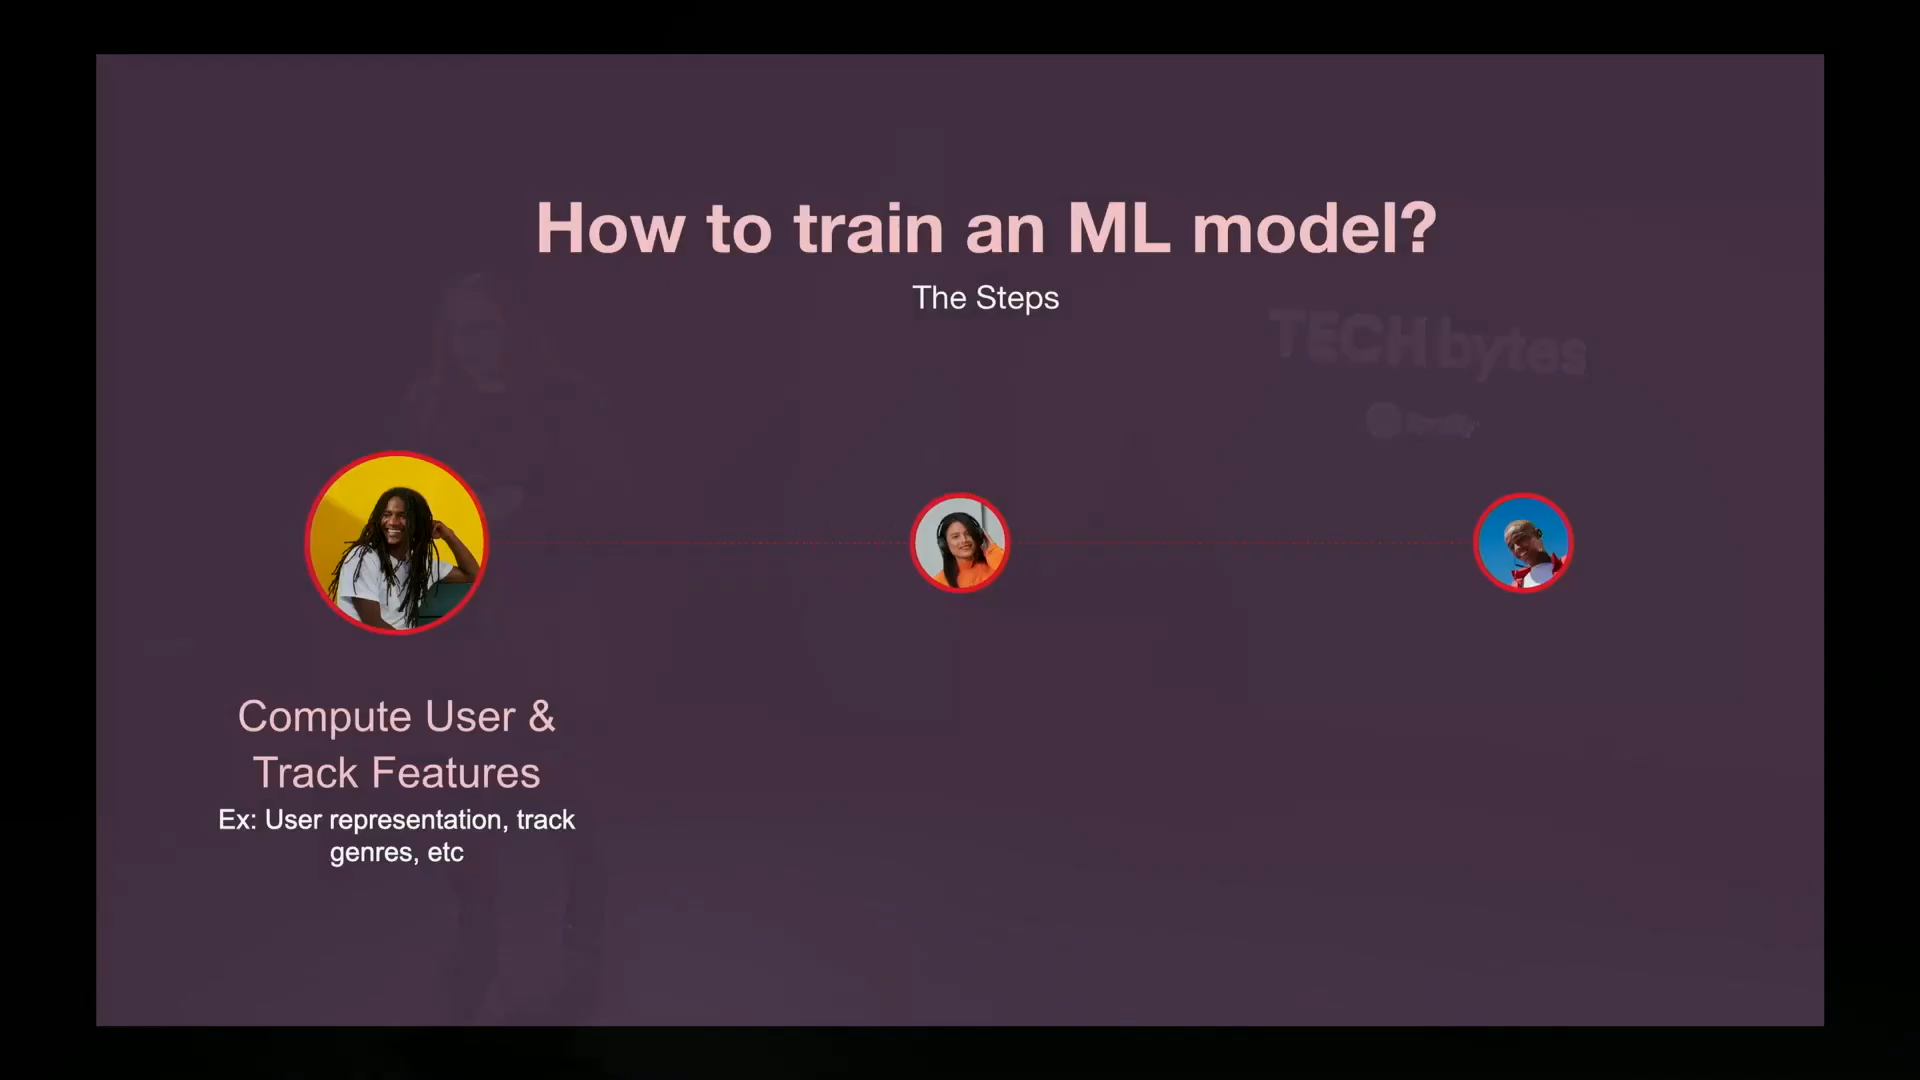 How to train an ML model?
The Steps
TECH bytes
Spotify
Compute User &
Track Features
Ex: User representation, track
genres, etc